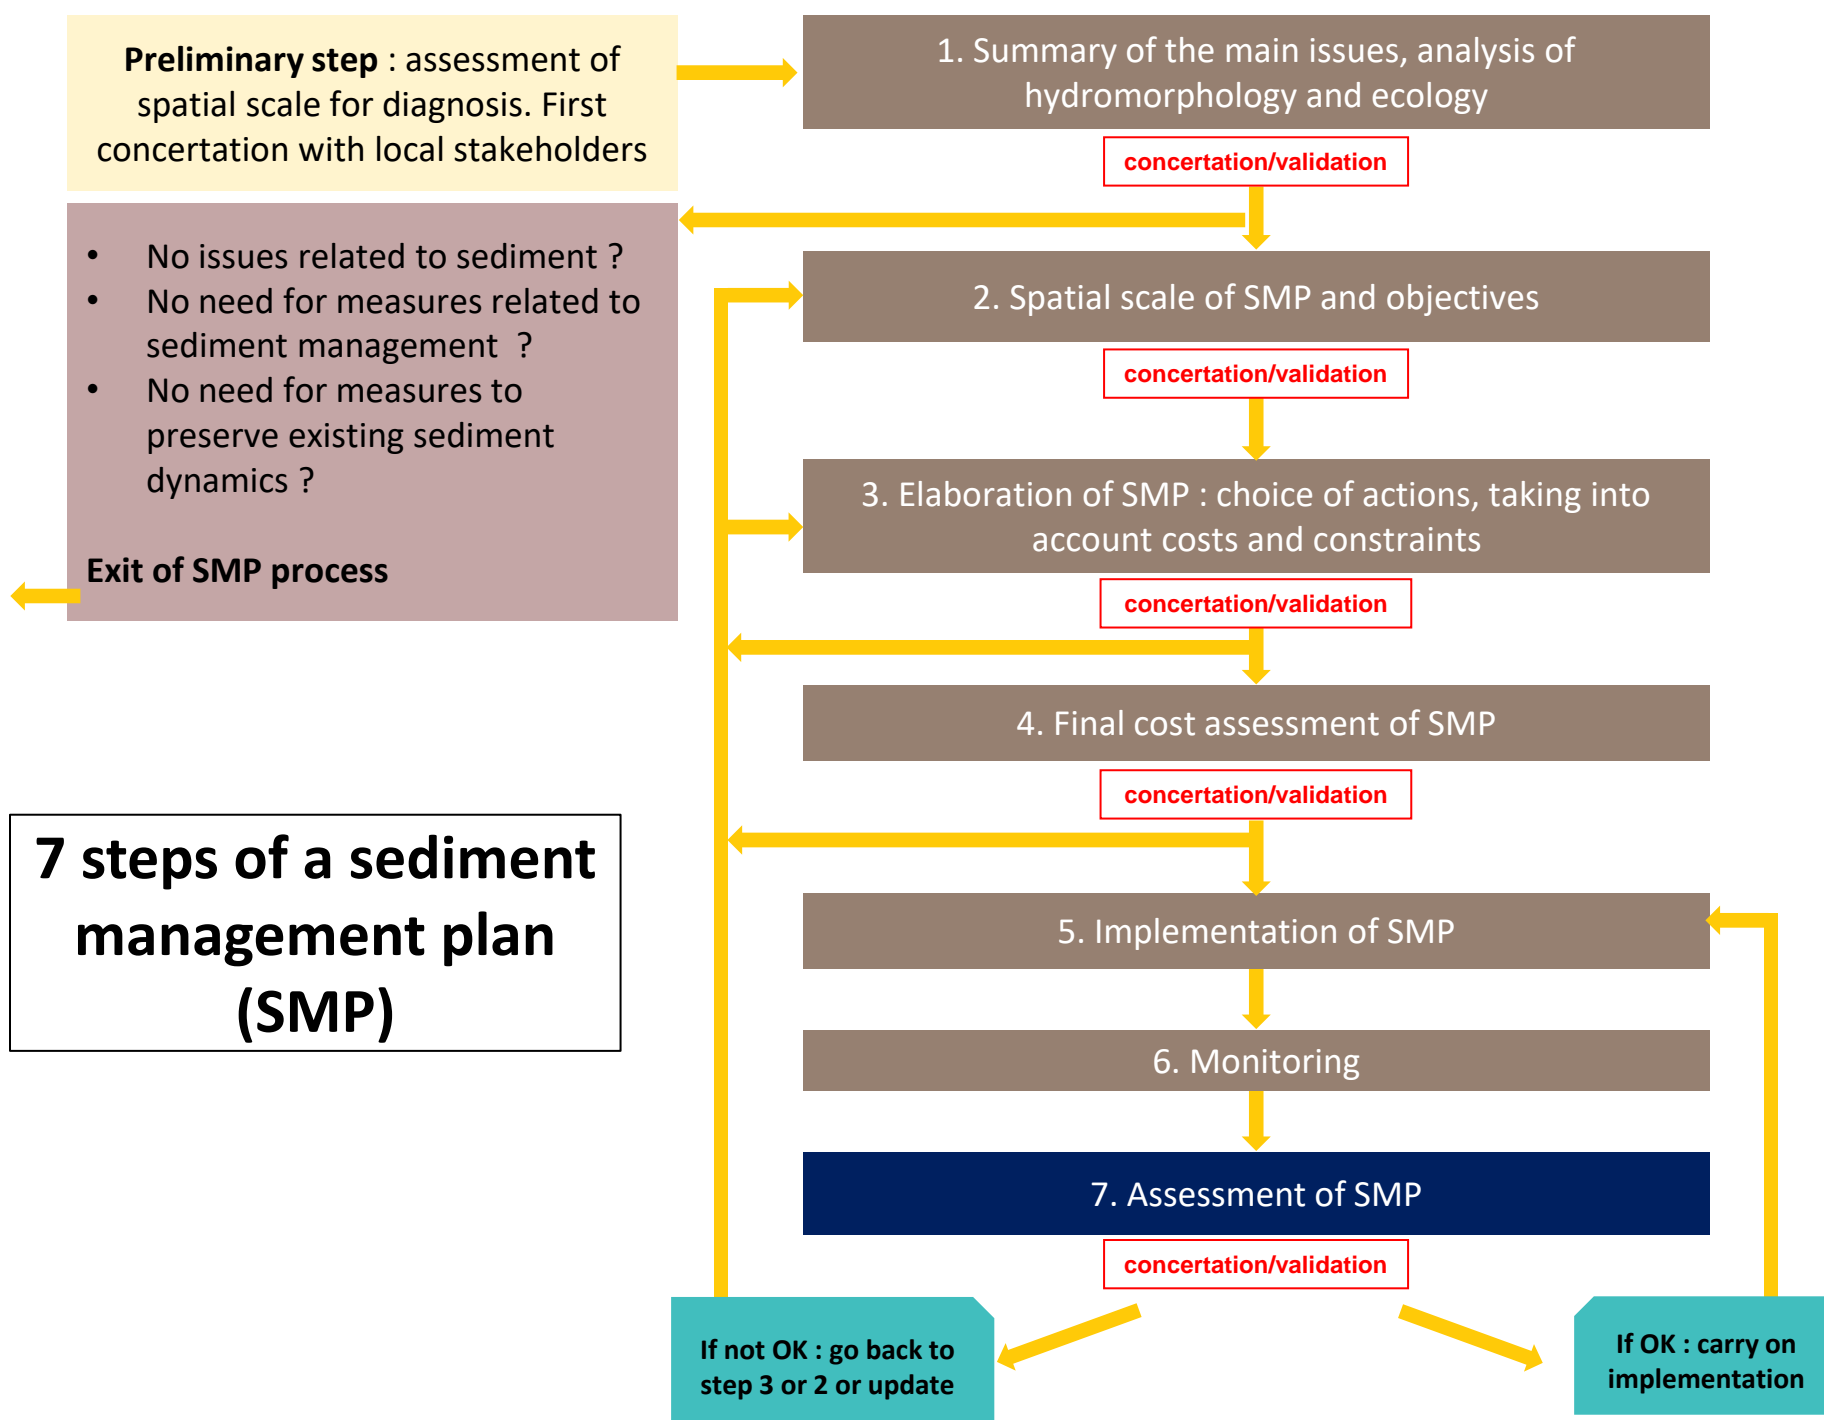 Preliminary step : assessment of
spatial scale for diagnosis. First
concertation with local stakeholders
1. Summary of the main issues, analysis of
hydromorphology and ecology
concertation/validation
• No issues related to sediment ?
• No need for measures related to
sediment management ?
• No need for measures to
preserve existing sediment
dynamics ?
Exit of SMP process
2. Spatial scale of SMP and objectives
concertation/validation
3. Elaboration of SMP : choice of actions, taking into
account costs and constraints
concertation/validation
4. Final cost assessment of SMP
concertation/validation
7 steps of a sediment
management plan
(SMP)
5. Implementation of SMP
6. Monitoring
7. Assessment of SMP
concertation/validation
If not OK : go back to
step 3 or 2 or update
If OK : carry on
implementation